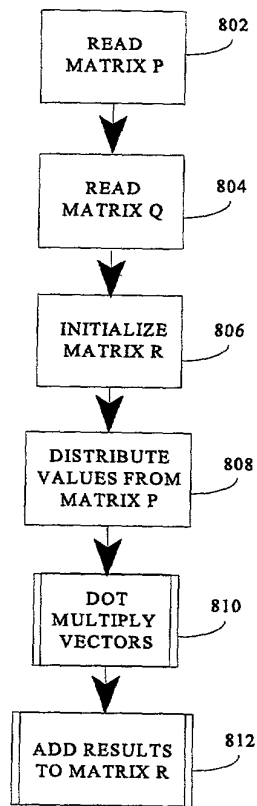 802
READ
MATRIX P
804
READ
MATRIX Q
806
INITIALIZE
MATRIX R
808
DISTRIBUTE
VALUES FROM
MATRIX P
810
DOT
MULTIPLY
VECTORS
812
ADD RESULTS
TO MATRIX R